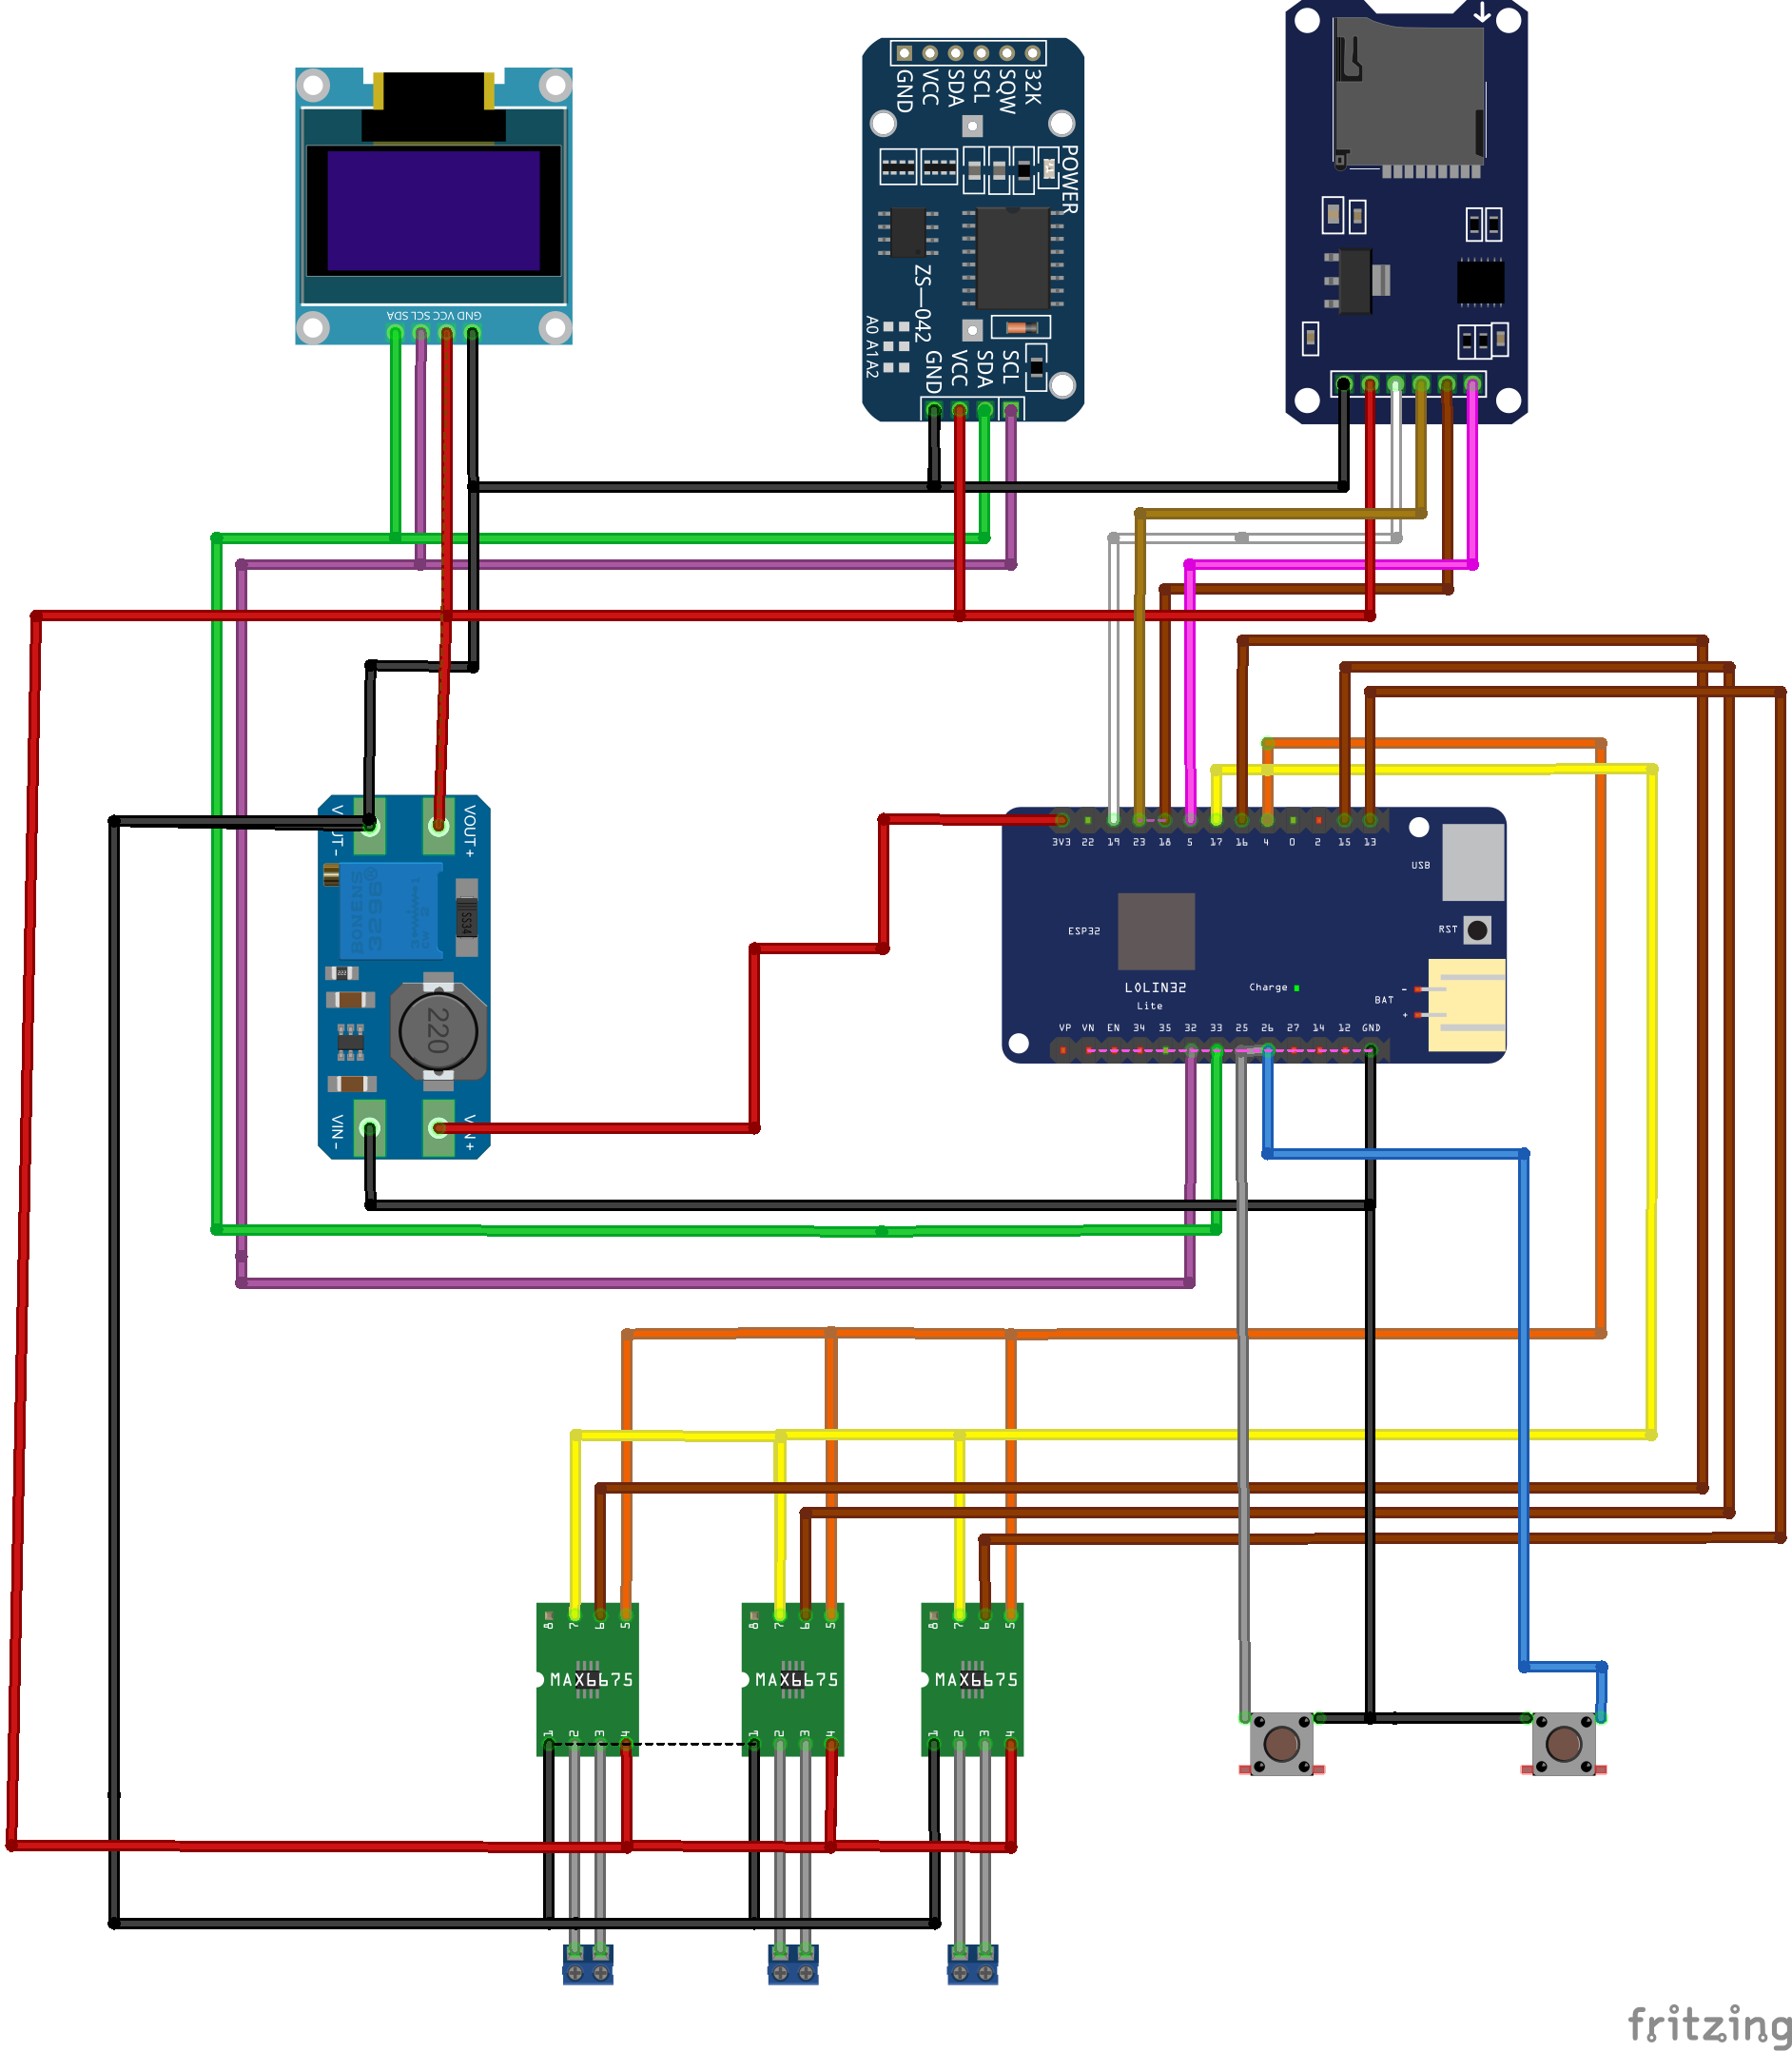 GND VCC SCL SDA
GND
VCC
SDA
SCL
SQW
32K
POWER
ZS—042
A0 A1 A2
GND
VCC
SDA
SCL
VOUT+
BONENS
3296®
SS34
222
220
VIN-
3V3 22 19 23 18 5 17 16 4 0 2 15 13
USB
RST
ESP32
LOLIN32
Lite
Charge
BAT
-
+
VP VN EN 34 35 32 33 25 26 27 14 12 GND
8 7 6 5
MAX6675
1 2 3 4
8 7 6 5
MAX6675
1 2 3 4
8 7 6 5
MAX6675
1 2 3 4
fritzing